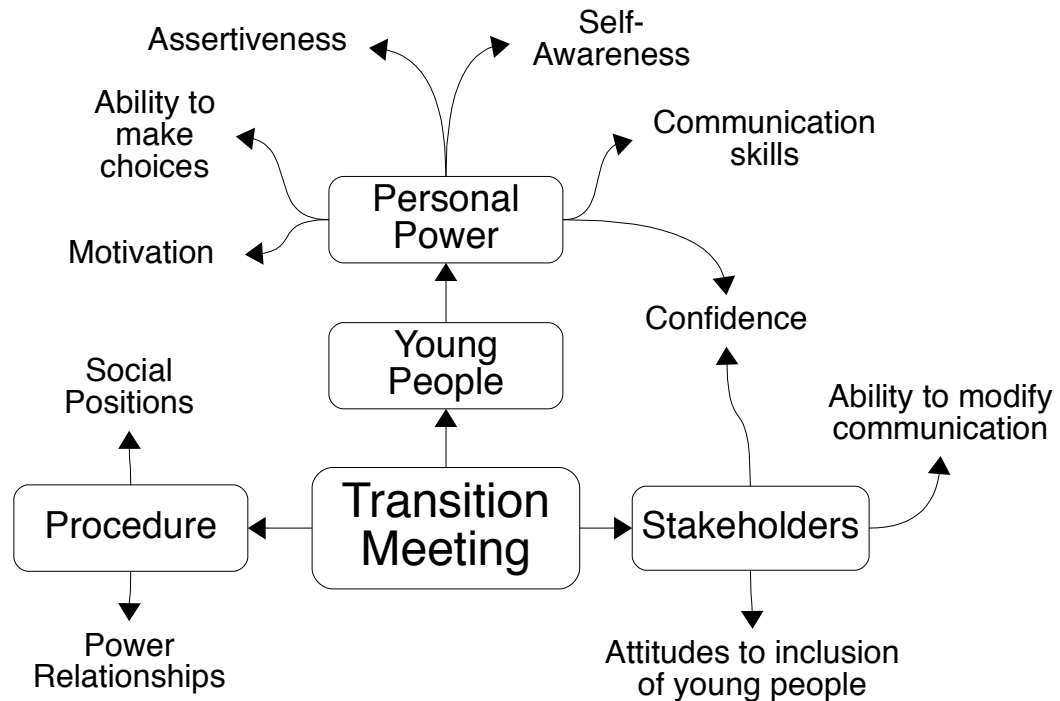 Assertiveness
Self-
Awareness
Ability to
make
choices
Communication
skills
Personal
Power
Motivation
Confidence
Young
People
Social
Positions
Ability to modify
communication
Procedure
Transition
Meeting
Stakeholders
Power
Relationships
Attitudes to inclusion
of young people